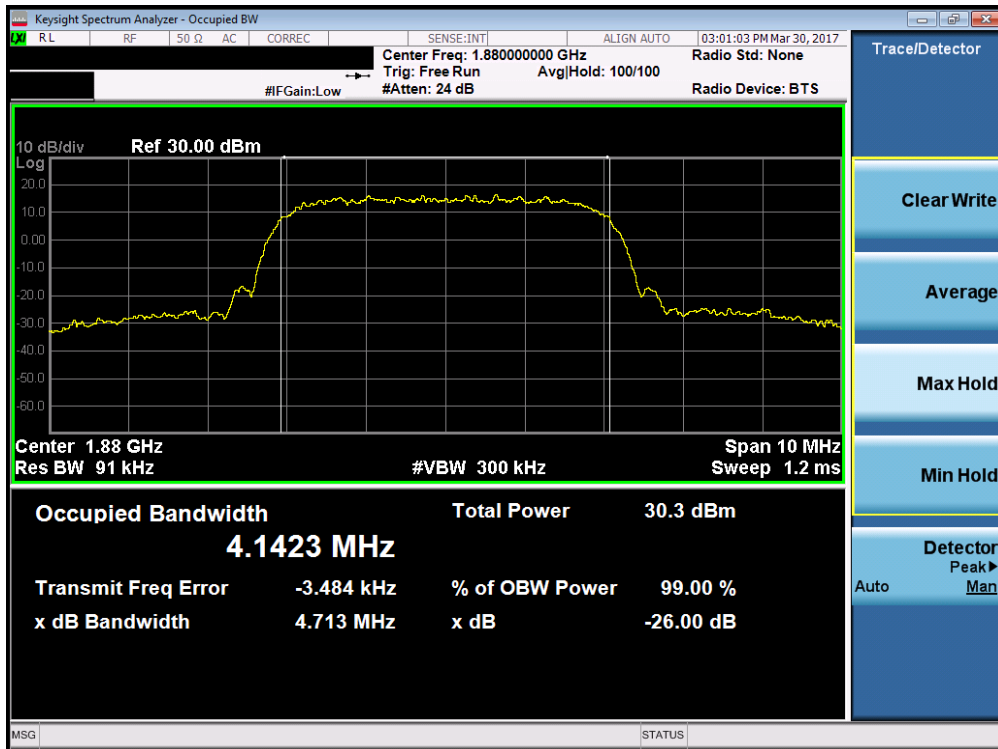 Keysight Spectrum Analyzer - Occupied BW
LXI RL RF 50 Ω AC CORREC SENSE:INT ALIGN AUTO 03:01:03 PM Mar 30, 2017
Center Freq: 1.880000000 GHz Radio Std: None
Trig: Free Run Avg|Hold: 100/100
#IFGain:Low #Atten: 24 dB Radio Device: BTS
Trace/Detector
10 dB/div Ref 30.00 dBm
Log
20.0
10.0
0.00
-10.0
-20.0
-30.0
-40.0
-50.0
-60.0
Center 1.88 GHz Span 10 MHz
Res BW 91 kHz #VBW 300 kHz Sweep 1.2 ms
Occupied Bandwidth Total Power 30.3 dBm
4.1423 MHz
Transmit Freq Error -3.484 kHz % of OBW Power 99.00 %
x dB Bandwidth 4.713 MHz x dB -26.00 dB
Clear Write
Average
Max Hold
Min Hold
Detector
Peak▶
Auto Man
MSG STATUS